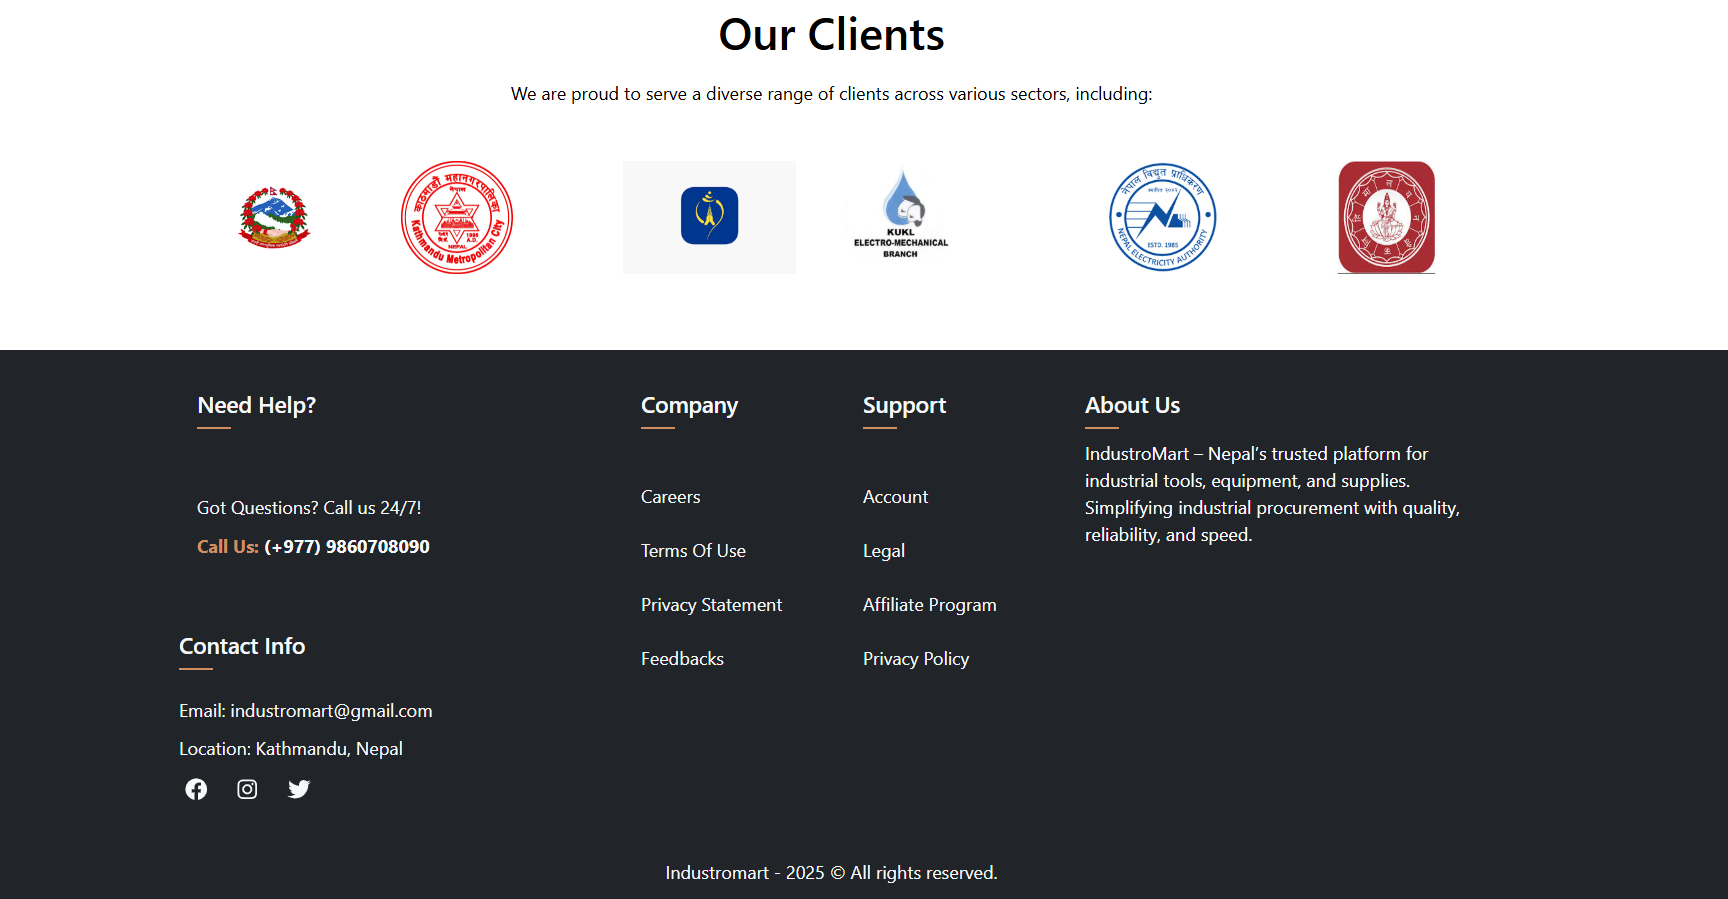 Our Clients
We are proud to serve a diverse range of clients across various sectors, including:
काठमाडौं महानगरपालिका
नेपाल
1995
A.D.
NEPAL
Kathmandu Metropolitan City
KUKL
ELECTRO-MECHANICAL
BRANCH
नेपाल विद्युत प्राधिकरण
स्थापित २०४२
ESTD. 1985
NEPAL ELECTRICITY AUTHORITY
Need Help?
Got Questions? Call us 24/7!
Call Us: (+977) 9860708090
Contact Info
Email: industromart@gmail.com
Location: Kathmandu, Nepal
Company
Careers
Terms Of Use
Privacy Statement
Feedbacks
Support
Account
Legal
Affiliate Program
Privacy Policy
About Us
IndustroMart – Nepal’s trusted platform for
industrial tools, equipment, and supplies.
Simplifying industrial procurement with quality,
reliability, and speed.
Industromart - 2025 © All rights reserved.